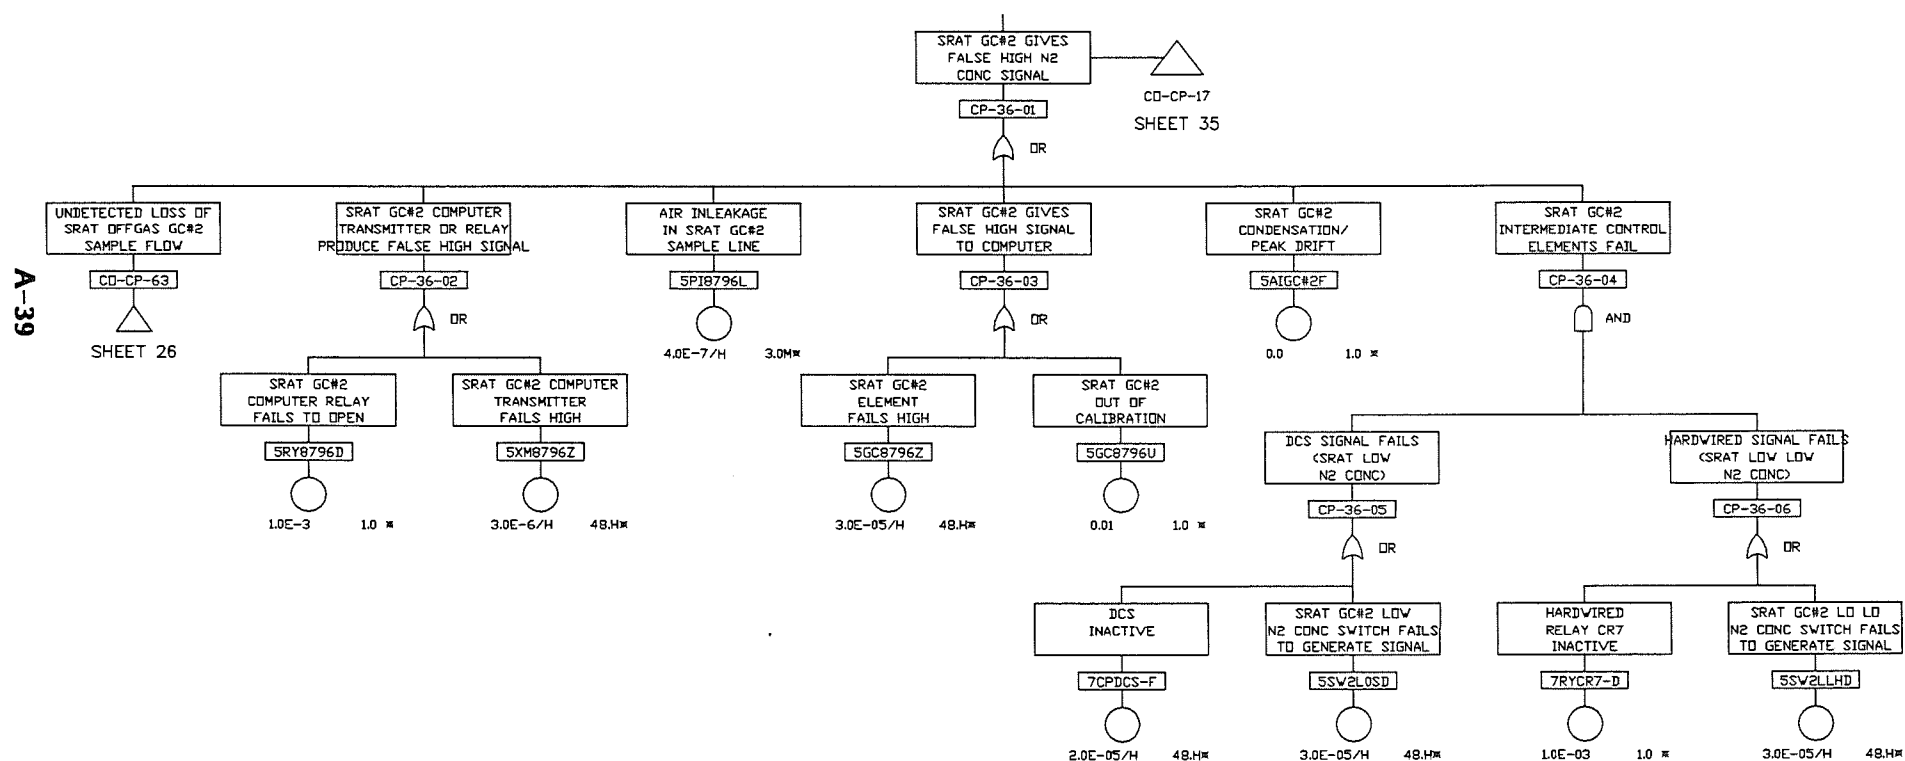 SRAT GC#2 GIVES
FALSE HIGH N2
CONC SIGNAL
CP-36-01
OR
CO-CP-17
SHEET 35
UNDETECTED LOSS OF
SRAT OFFGAS GC#2
SAMPLE FLOW
CO-CP-63
SHEET 26
SRAT GC#2 COMPUTER
TRANSMITTER OR RELAY
PRODUCE FALSE HIGH SIGNAL
CP-36-02
OR
AIR INLEAKAGE
IN SRAT GC#2
SAMPLE LINE
5PI8796L
4.0E-7/H 3.0M*
SRAT GC#2 GIVES
FALSE HIGH SIGNAL
TO COMPUTER
CP-36-03
OR
SRAT GC#2
CONDENSATION/
PEAK DRIFT
5AIGC#2F
0.0 1.0 *
SRAT GC#2
INTERMEDIATE CONTROL
ELEMENTS FAIL
CP-36-04
AND
A-39
SRAT GC#2
COMPUTER RELAY
FAILS TO OPEN
5RY8796D
1.0E-3 1.0 *
SRAT GC#2 COMPUTER
TRANSMITTER
FAILS HIGH
5XM8796Z
3.0E-6/H 48.H*
SRAT GC#2
ELEMENT
FAILS HIGH
5GC8796Z
3.0E-05/H 48.H*
SRAT GC#2
OUT OF
CALIBRATION
5GC8796U
0.01 1.0 *
DCS SIGNAL FAILS
(SRAT LOW
N2 CONC)
CP-36-05
OR
HARDWIRED SIGNAL FAILS
(SRAT LOW LOW
N2 CONC)
CP-36-06
OR
DCS
INACTIVE
7CPDCS-F
2.0E-05/H 48.H*
SRAT GC#2 LOW
N2 CONC SWITCH FAILS
TO GENERATE SIGNAL
5SW2LOSD
3.0E-05/H 48.H*
HARDWIRED
RELAY CR7
INACTIVE
7RYCR7-D
1.0E-03 1.0 *
SRAT GC#2 LO LO
N2 CONC SWITCH FAILS
TO GENERATE SIGNAL
5SW2LLHD
3.0E-05/H 48.H*